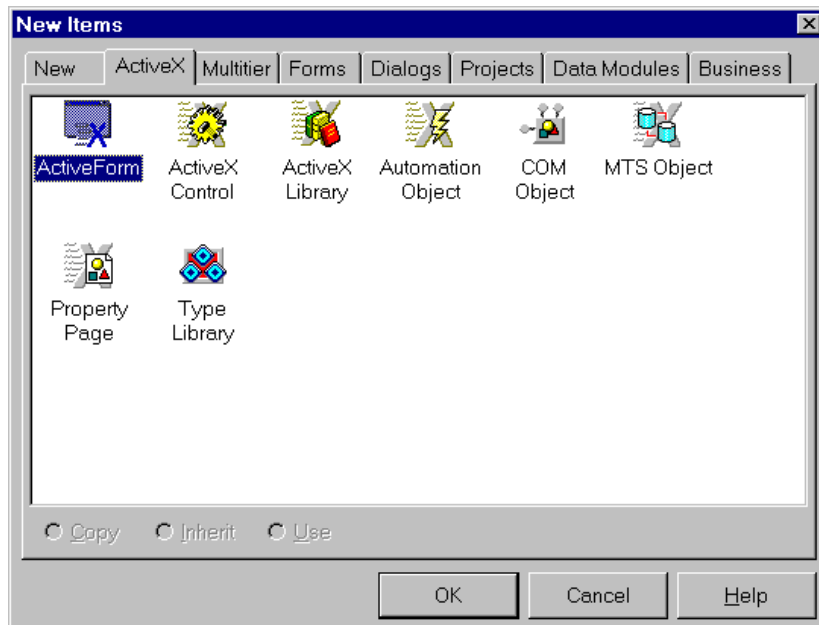 New Items
New ActiveX Multitier Forms Dialogs Projects Data Modules Business
ActiveForm ActiveX Control ActiveX Library Automation Object COM Object MTS Object
Property Page Type Library
Copy Inherit Use
OK Cancel Help